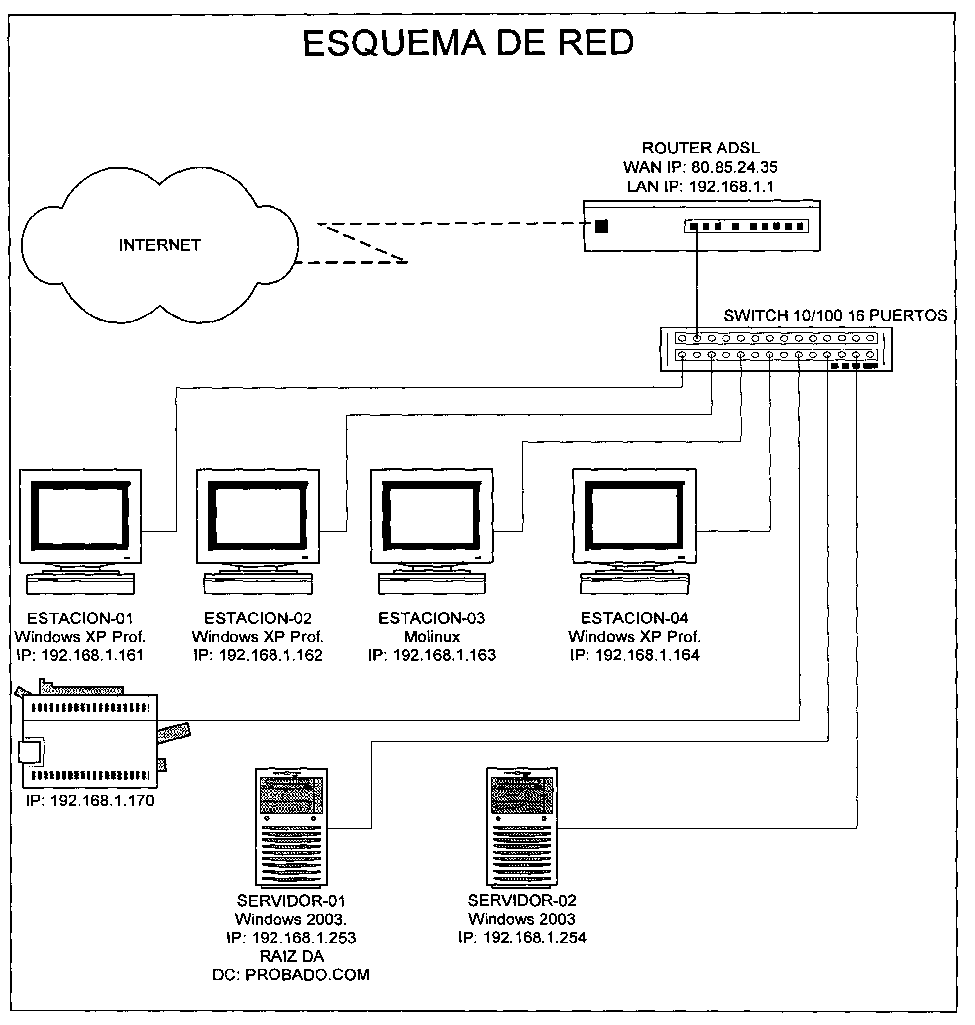 ESQUEMA DE RED
ROUTER ADSL
WAN IP: 80.85.24.35
LAN IP: 192.168.1.1
INTERNET
SWITCH 10/100 16 PUERTOS
ESTACION-01
Windows XP Prof.
IP: 192.168.1.161
ESTACION-02
Windows XP Prof.
IP: 192.168.1.162
ESTACION-03
Molinux
IP: 192.168.1.163
ESTACION-04
Windows XP Prof.
IP: 192.168.1.164
IP: 192.168.1.170
SERVIDOR-01
Windows 2003.
IP: 192.168.1.253
RAIZ DA
DC: PROBADO.COM
SERVIDOR-02
Windows 2003
IP: 192.168.1.254